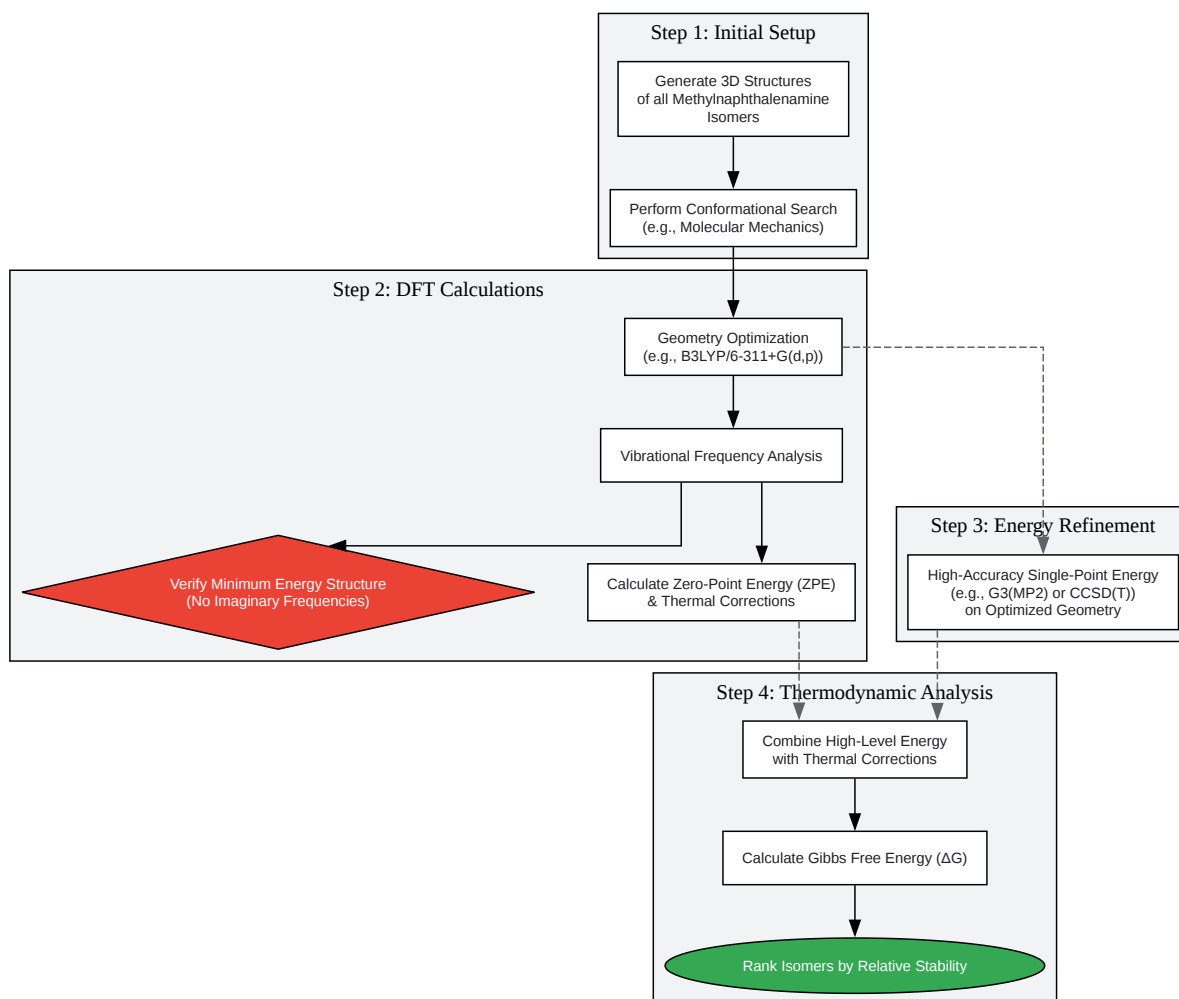 Step 1: Initial Setup
Generate 3D Structures
of all Methylnaphthalenamine
Isomers
Perform Conformational Search
(e.g., Molecular Mechanics)
Step 2: DFT Calculations
Geometry Optimization
(e.g., B3LYP/6-311+G(d,p))
Vibrational Frequency Analysis
Verify Minimum Energy Structure
(No Imaginary Frequencies)
Calculate Zero-Point Energy (ZPE)
& Thermal Corrections
Step 3: Energy Refinement
High-Accuracy Single-Point Energy
(e.g., G3(MP2) or CCSD(T))
on Optimized Geometry
Step 4: Thermodynamic Analysis
Combine High-Level Energy
with Thermal Corrections
Calculate Gibbs Free Energy (ΔG)
Rank Isomers by Relative Stability